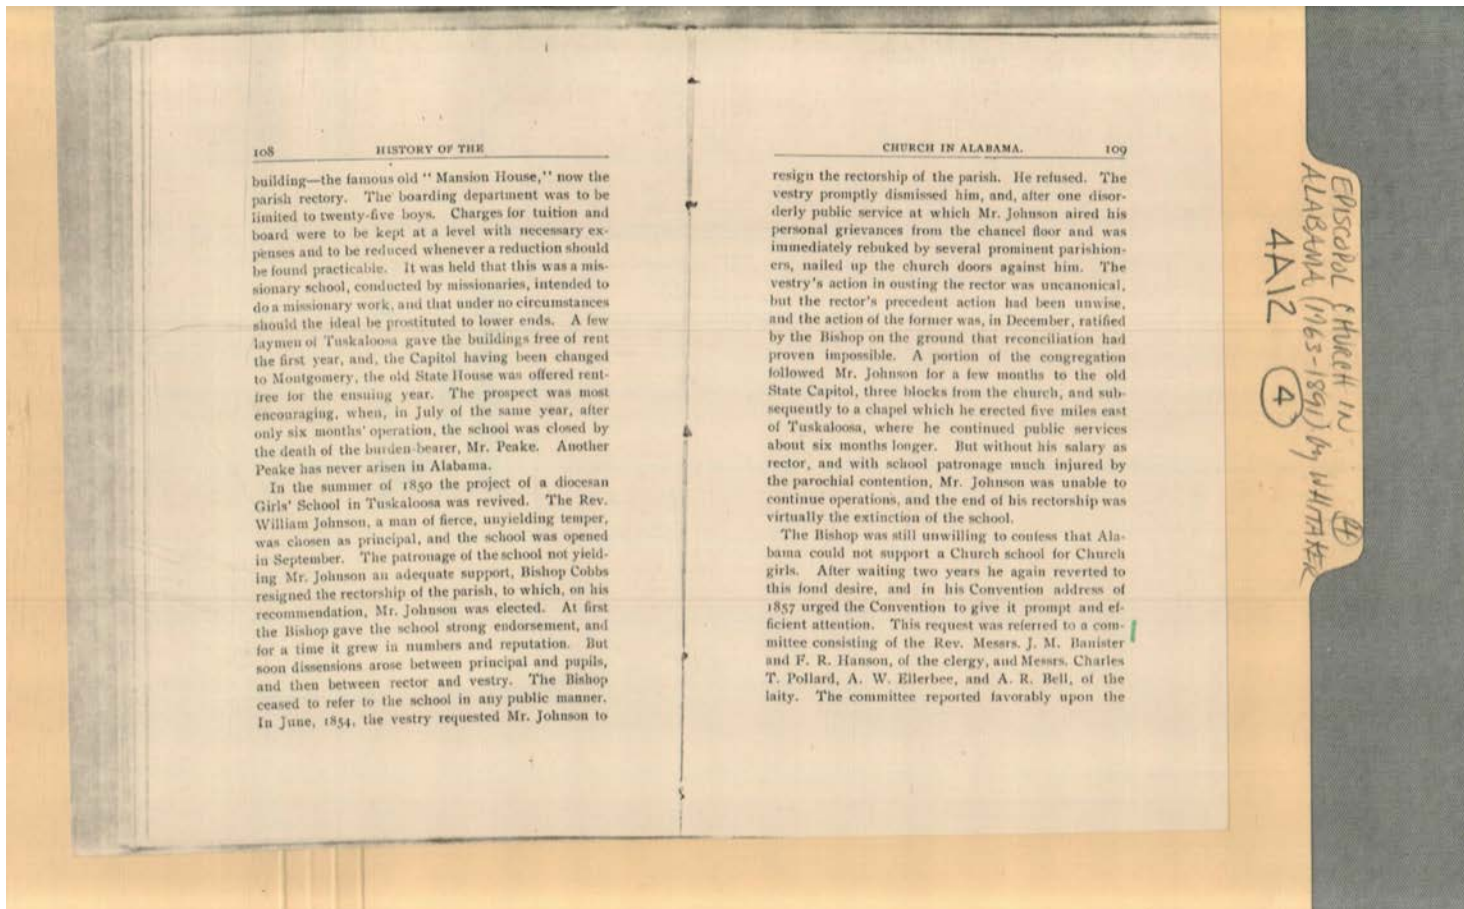 108 HISTORY OF THE
building—the famous old "Mansion House," now the
parish rectory. The boarding department was to be
limited to twenty-five boys. Charges for tuition and
board were to be kept at a level with necessary ex-
penses and to be reduced whenever a reduction should
be found practicable. It was held that this was a mis-
sionary school, conducted by missionaries, intended to
do a missionary work, and that under no circumstances
should the ideal be prostituted to lower ends. A few
laymen of Tuskaloosa gave the buildings free of rent
the first year, and, the Capitol having been changed
to Montgomery, the old State House was offered rent-
free for the ensuing year. The prospect was most
encouraging, when, in July of the same year, after
only six months' operation, the school was closed by
the death of the burden-bearer, Mr. Peake. Another
Peake has never arisen in Alabama.
In the summer of 1850 the project of a diocesan
Girls' School in Tuskaloosa was revived. The Rev.
William Johnson, a man of fierce, unyielding temper,
was chosen as principal, and the school was opened
in September. The patronage of the school not yield-
ing Mr. Johnson an adequate support, Bishop Cobbs
resigned the rectorship of the parish, to which, on his
recommendation, Mr. Johnson was elected. At first
the Bishop gave the school strong endorsement, and
for a time it grew in numbers and reputation. But
soon dissensions arose between principal and pupils,
and then between rector and vestry. The Bishop
ceased to refer to the school in any public manner.
In June, 1854, the vestry requested Mr. Johnson to
CHURCH IN ALABAMA. 109
resign the rectorship of the parish. He refused. The
vestry promptly dismissed him, and, after one disor-
derly public service at which Mr. Johnson aired his
personal grievances from the chancel floor and was
immediately rebuked by several prominent parishion-
ers, nailed up the church doors against him. The
vestry's action in ousting the rector was uncanonical,
but the rector's precedent action had been unwise,
and the action of the former was, in December, ratified
by the Bishop on the ground that reconciliation had
proven impossible. A portion of the congregation
followed Mr. Johnson for a few months to the old
State Capitol, three blocks from the church, and sub-
sequently to a chapel which he erected five miles east
of Tuskaloosa, where he continued public services
about six months longer. But without his salary as
rector, and with school patronage much injured by
the parochial contention, Mr. Johnson was unable to
continue operations, and the end of his rectorship was
virtually the extinction of the school.
The Bishop was still unwilling to confess that Ala-
bama could not support a Church school for Church
girls. After waiting two years he again reverted to
this fond desire, and in his Convention address of
1857 urged the Convention to give it prompt and ef-
ficient attention. This request was referred to a com-
mittee consisting of the Rev. Messrs. J. M. Banister
and F. R. Hanson, of the clergy, and Messrs. Charles
T. Pollard, A. W. Ellerbee, and A. R. Bell, of the
laity. The committee reported favorably upon the
EPISCOPOL CHURCH IN
ALABAMA (1763-1891) by WHITAKER
4A12 4